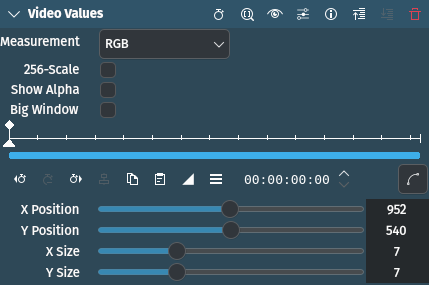 Video Values
Measurement RGB
256-Scale
Show Alpha
Big Window
00:00:00:00
X Position 952
Y Position 540
X Size 7
Y Size 7